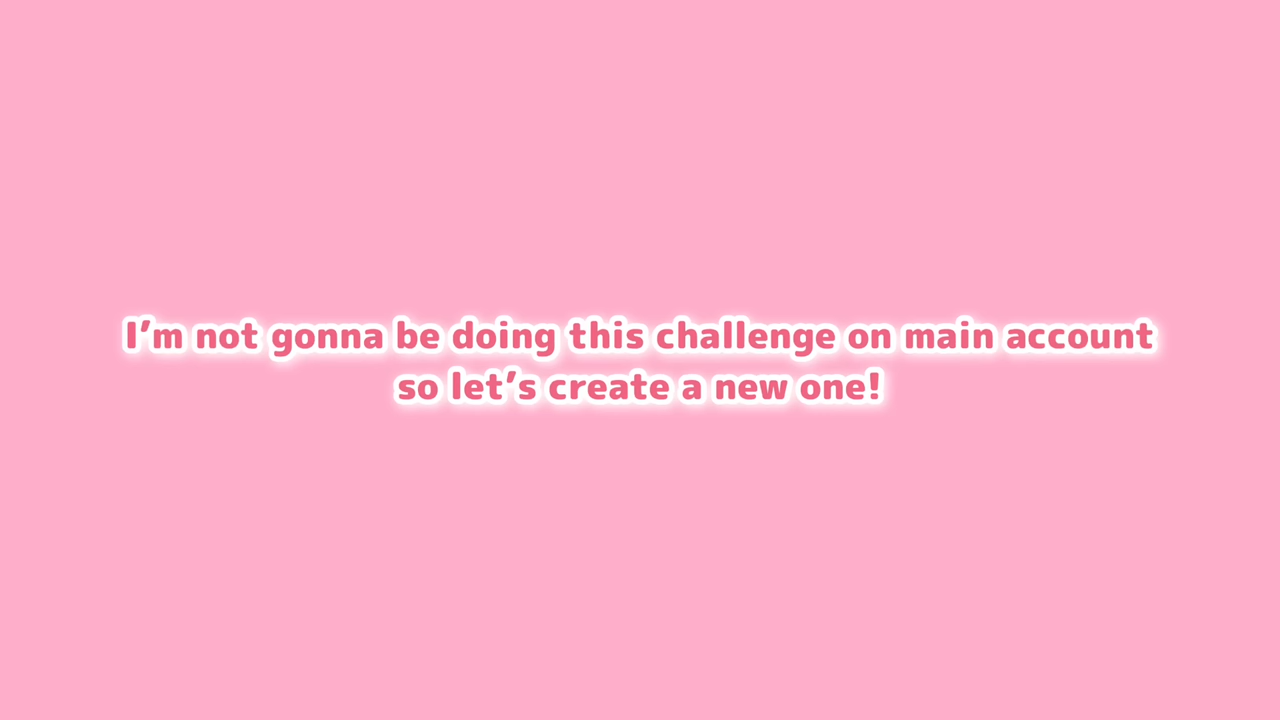 I’m not gonna be doing this challenge on main account
so let’s create a new one!